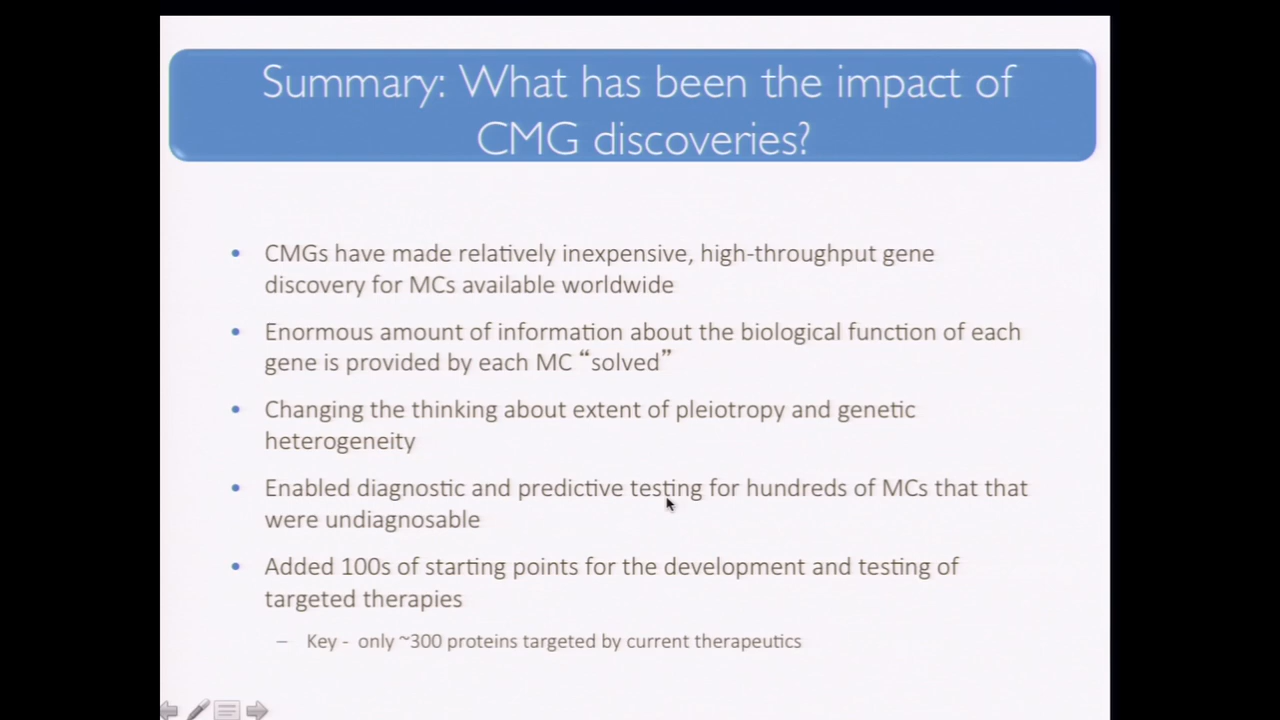 Summary: What has been the impact of
CMG discoveries?
• CMGs have made relatively inexpensive, high-throughput gene
discovery for MCs available worldwide
• Enormous amount of information about the biological function of each
gene is provided by each MC “solved”
• Changing the thinking about extent of pleiotropy and genetic
heterogeneity
• Enabled diagnostic and predictive testing for hundreds of MCs that that
were undiagnosable
• Added 100s of starting points for the development and testing of
targeted therapies
– Key - only ~300 proteins targeted by current therapeutics